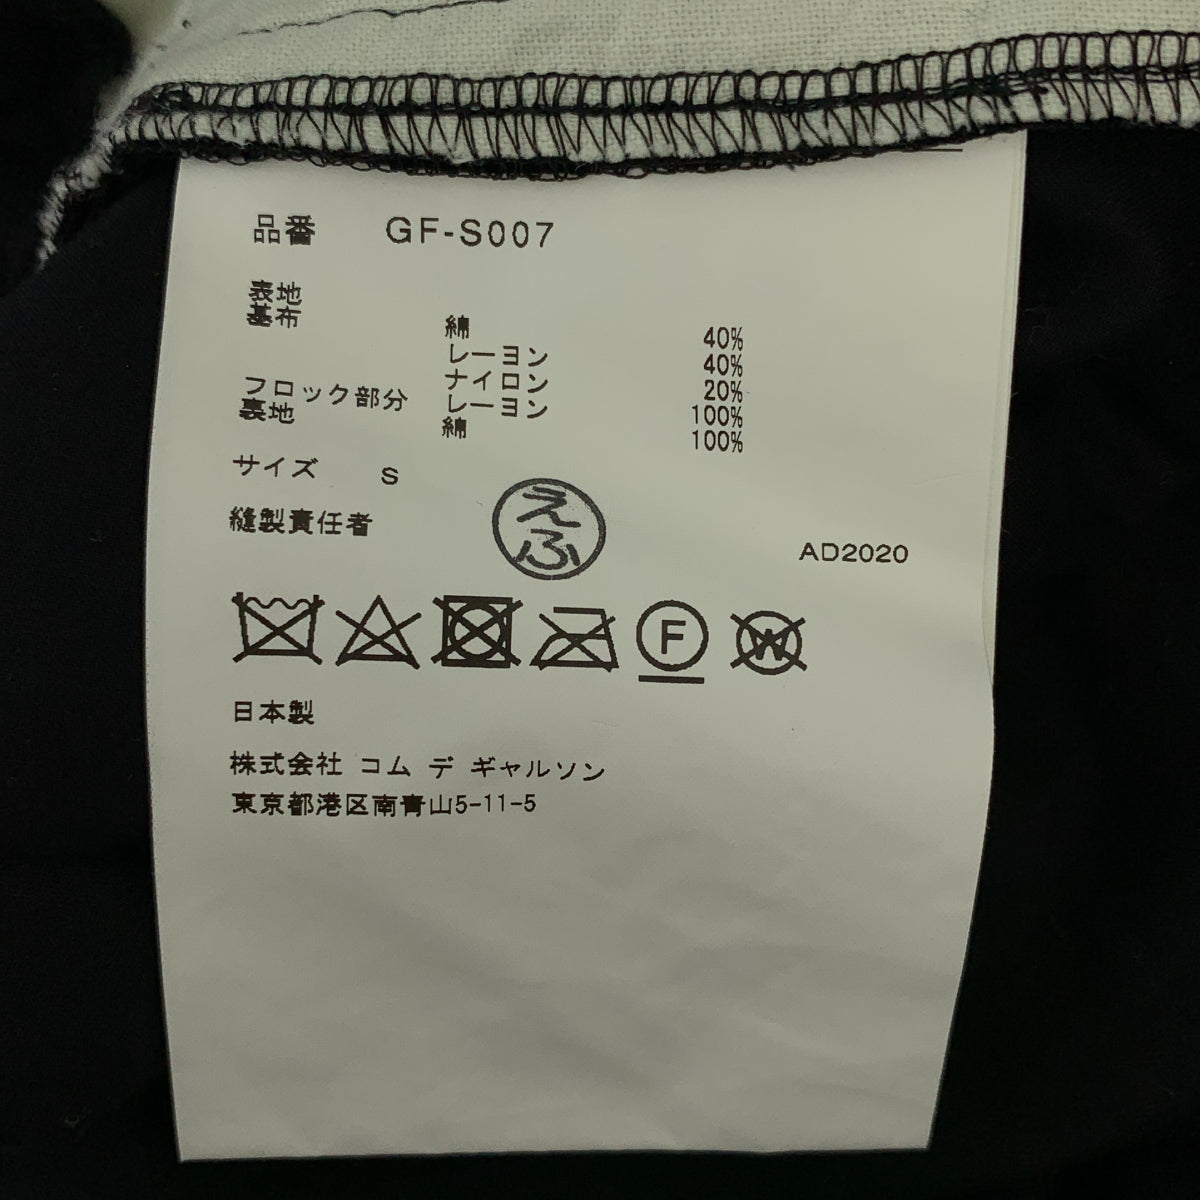 品番 GF-S007
表地
基布 綿 40%
レーヨン 40%
ナイロン 20%
フロック部分 レーヨン 100%
裏地 綿 100%
サイズ S
縫製責任者 えふ
AD2020
F
W
日本製
株式会社 コム デ ギャルソン
東京都港区南青山5-11-5